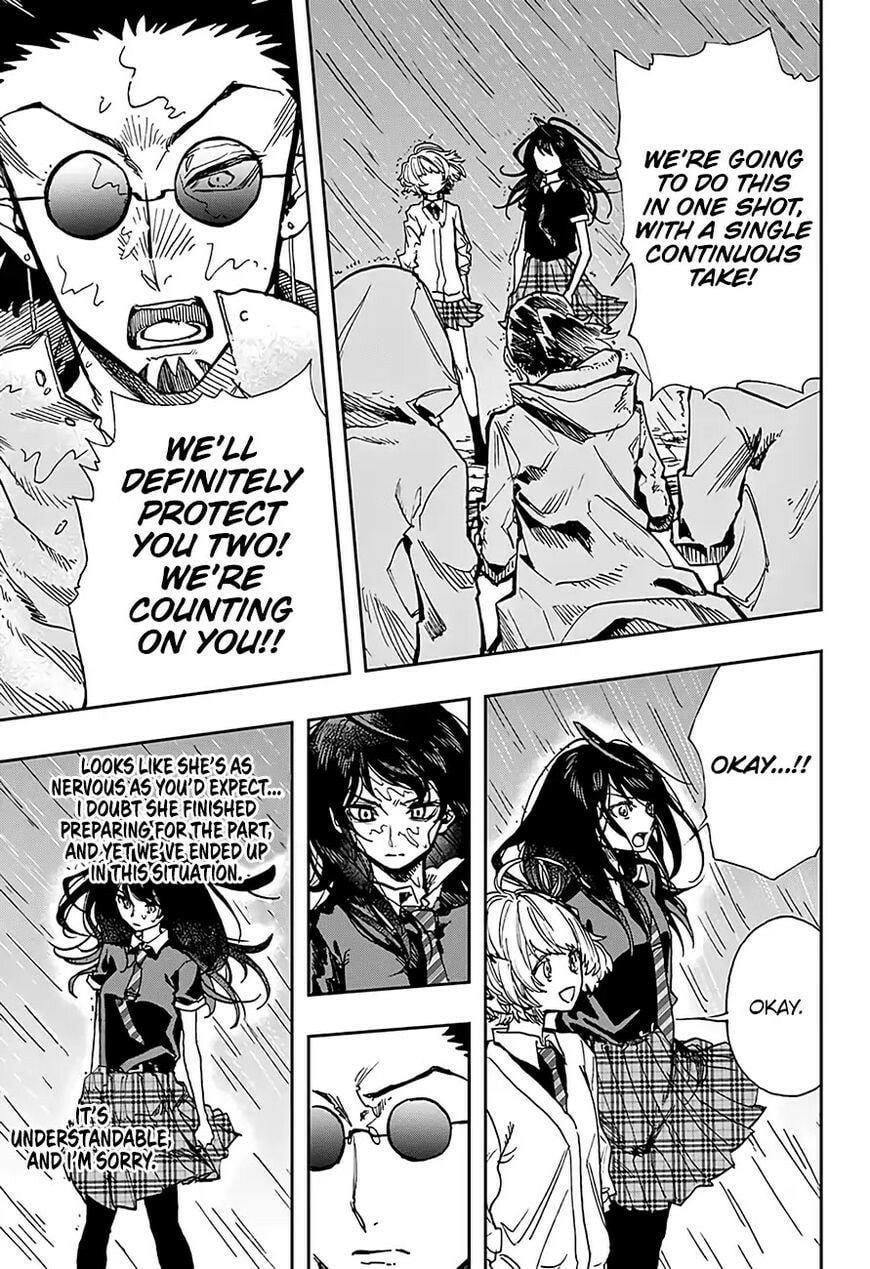 WE'RE GOING
TO DO THIS
IN ONE SHOT,
WITH A SINGLE
CONTINUOUS
TAKE!
WE'LL
DEFINITELY
PROTECT
YOU TWO!
WE'RE
COUNTING
ON YOU!!
OKAY...!!
OKAY.
LOOKS LIKE SHE'S AS
NERVOUS AS YOU'D EXPECT...
I DOUBT SHE FINISHED
PREPARING FOR THE PART,
AND YET WE'VE ENDED UP
IN THIS SITUATION.
IT'S
UNDERSTANDABLE,
AND I'M SORRY.